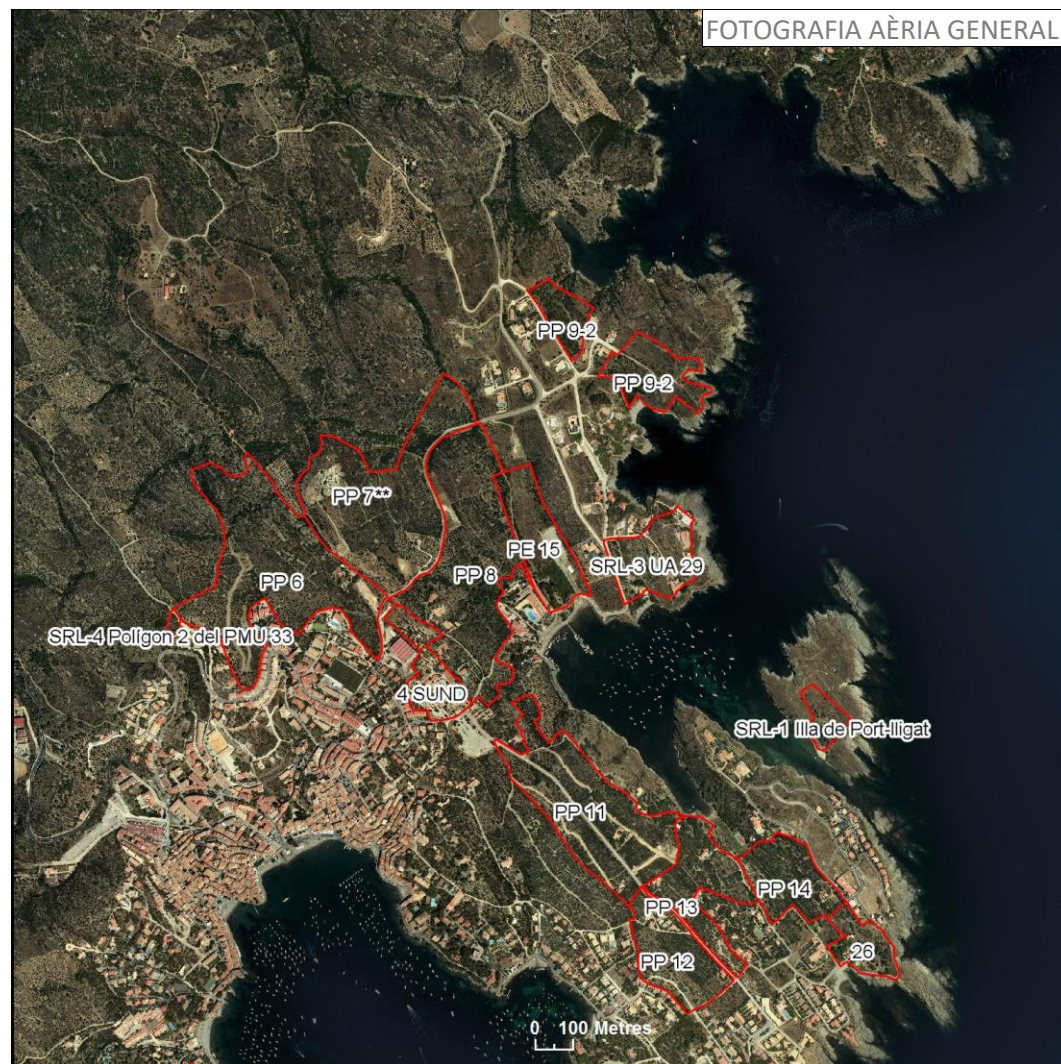 FOTOGRAFIA AÈRIA GENERAL
PP 9-2
PP 9-2
PP 7**
PE 15
SRL-3 UA 29
PP 8
PP 6
SRL-4 Polígon 2 del PMU 33
4 SUND
SRL-1 Illa de Port-lligat
PP 11
PP 14
PP 13
26
PP 12
0 100 Metres